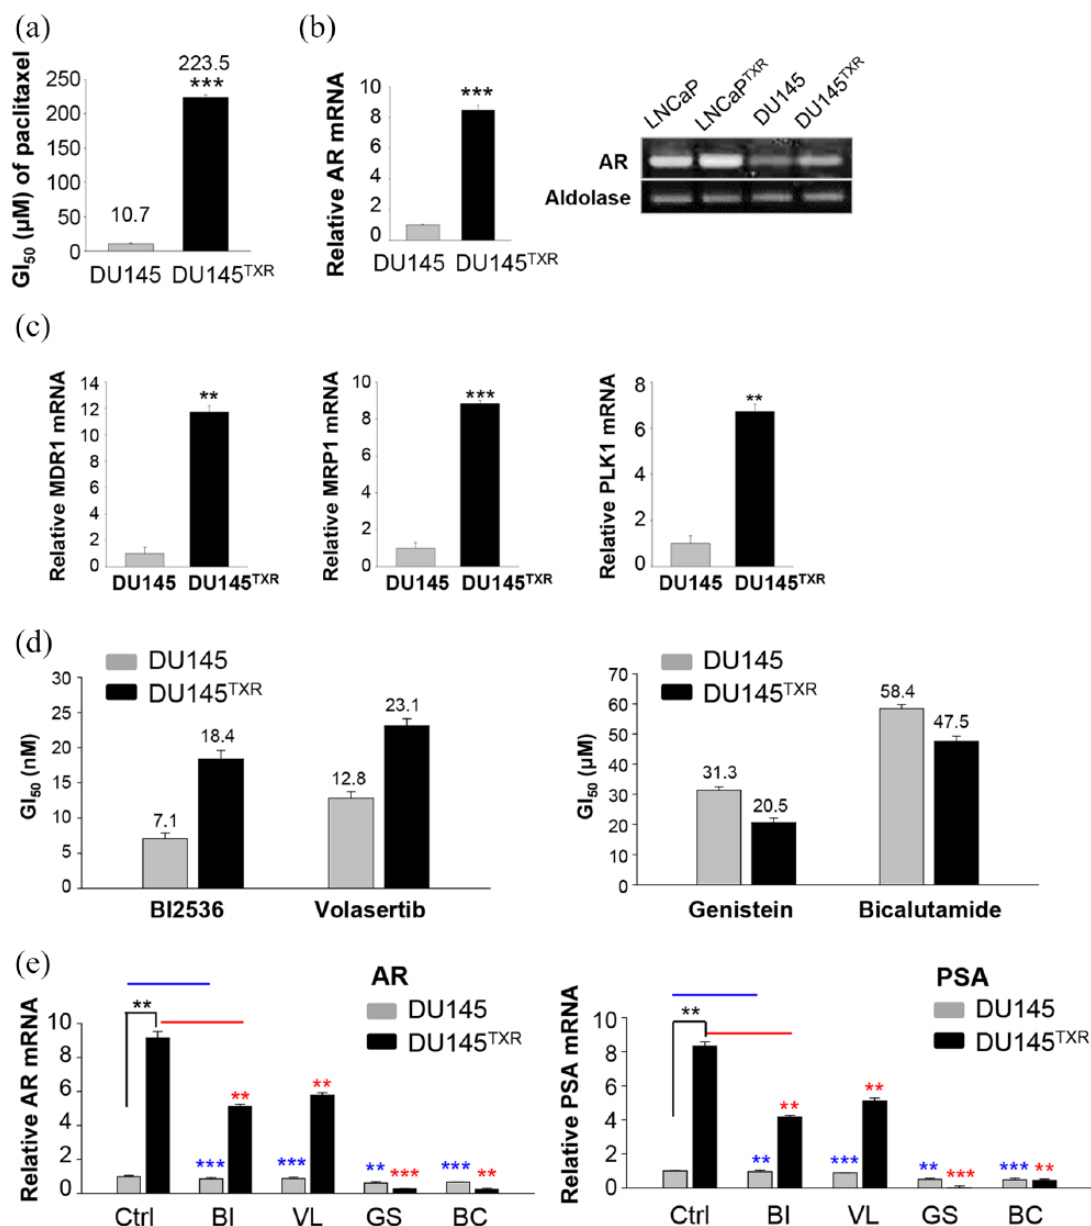 (a)
GI50 (µM) of paclitaxel
250
200
150
100
50
0
10.7
223.5
***
DU145
DU145TXR
(b)
Relative AR mRNA
10
8
6
4
2
0
***
DU145
DU145TXR
LNCaP
LNCaPTXR
DU145
DU145TXR
AR
Aldolase
(c)
Relative MDR1 mRNA
14
12
10
8
6
4
2
0
**
DU145
DU145TXR
Relative MRP1 mRNA
10
8
6
4
2
0
***
DU145
DU145TXR
Relative PLK1 mRNA
8
6
4
2
0
**
DU145
DU145TXR
(d)
DU145
DU145TXR
GI50 (nM)
30
25
20
15
10
5
0
7.1
18.4
12.8
23.1
BI2536
Volasertib
DU145
DU145TXR
GI50 (µM)
70
60
50
40
30
20
10
0
31.3
20.5
58.4
47.5
Genistein
Bicalutamide
(e)
AR
DU145
DU145TXR
Relative AR mRNA
10
8
6
4
2
0
**
***
**
***
**
**
***
***
**
Ctrl
BI
VL
GS
BC
PSA
DU145
DU145TXR
Relative PSA mRNA
10
8
6
4
2
0
**
**
**
***
**
**
***
***
**
Ctrl
BI
VL
GS
BC